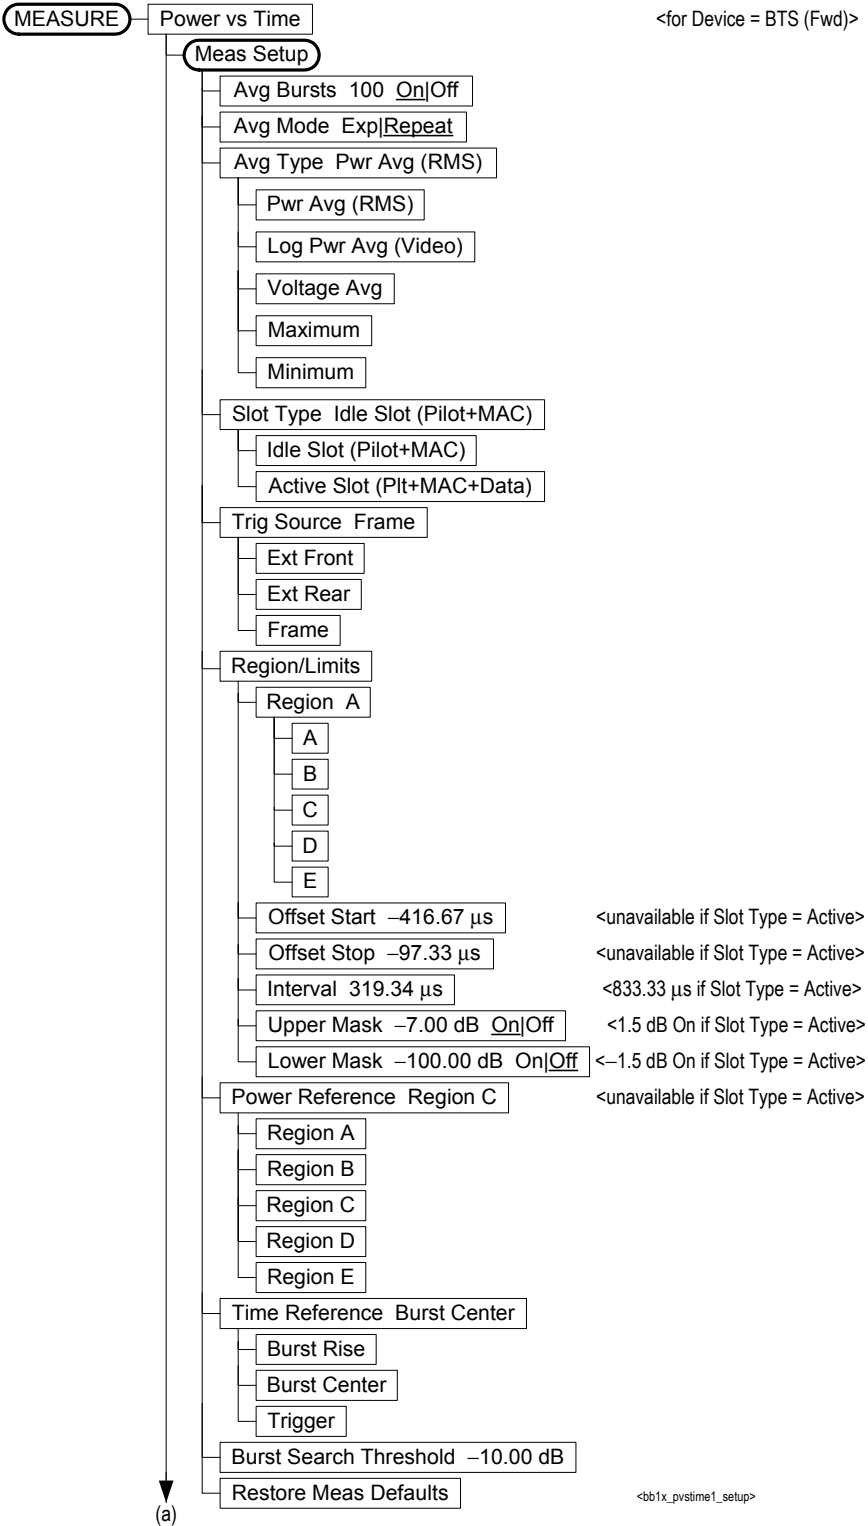 MEASURE Power vs Time <for Device = BTS (Fwd)>
Meas Setup
Avg Bursts 100 On|Off
Avg Mode Exp|Repeat
Avg Type Pwr Avg (RMS)
Pwr Avg (RMS)
Log Pwr Avg (Video)
Voltage Avg
Maximum
Minimum
Slot Type Idle Slot (Pilot+MAC)
Idle Slot (Pilot+MAC)
Active Slot (Plt+MAC+Data)
Trig Source Frame
Ext Front
Ext Rear
Frame
Region/Limits
Region A
A
B
C
D
E
Offset Start −416.67 μs <unavailable if Slot Type = Active>
Offset Stop −97.33 μs <unavailable if Slot Type = Active>
Interval 319.34 μs <833.33 μs if Slot Type = Active>
Upper Mask −7.00 dB On|Off <1.5 dB On if Slot Type = Active>
Lower Mask −100.00 dB On|Off <−1.5 dB On if Slot Type = Active>
Power Reference Region C <unavailable if Slot Type = Active>
Region A
Region B
Region C
Region D
Region E
Time Reference Burst Center
Burst Rise
Burst Center
Trigger
Burst Search Threshold −10.00 dB
Restore Meas Defaults <bb1x_pvstime1_setup>
(a)